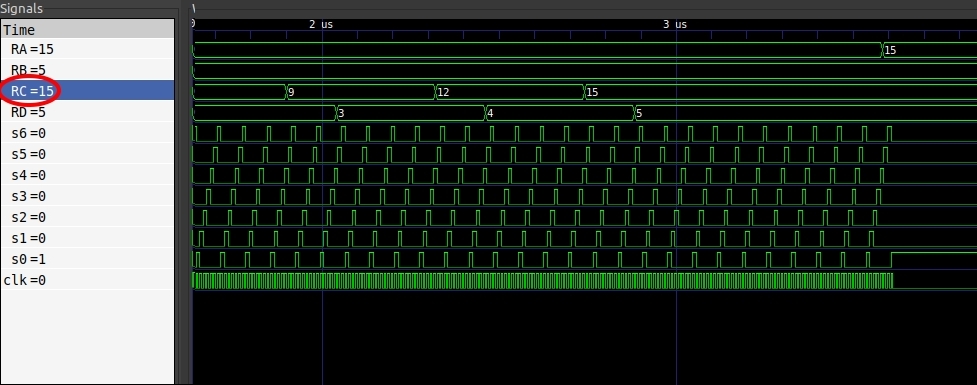 Signals
Time
0 2 us 3 us
RA =15 15
RB =5
RC =15 9 12 15
RD =5 3 4 5
s6 =0
s5 =0
s4 =0
s3 =0
s2 =0
s1 =0
s0 =1
clk =0